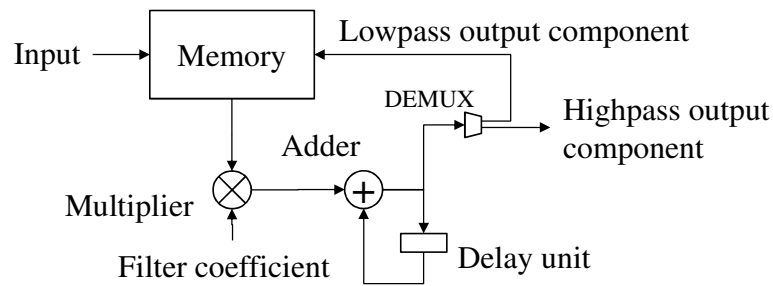 Lowpass output component
Input
Memory
DEMUX
Highpass output
component
Adder
Multiplier
Filter coefficient
Delay unit